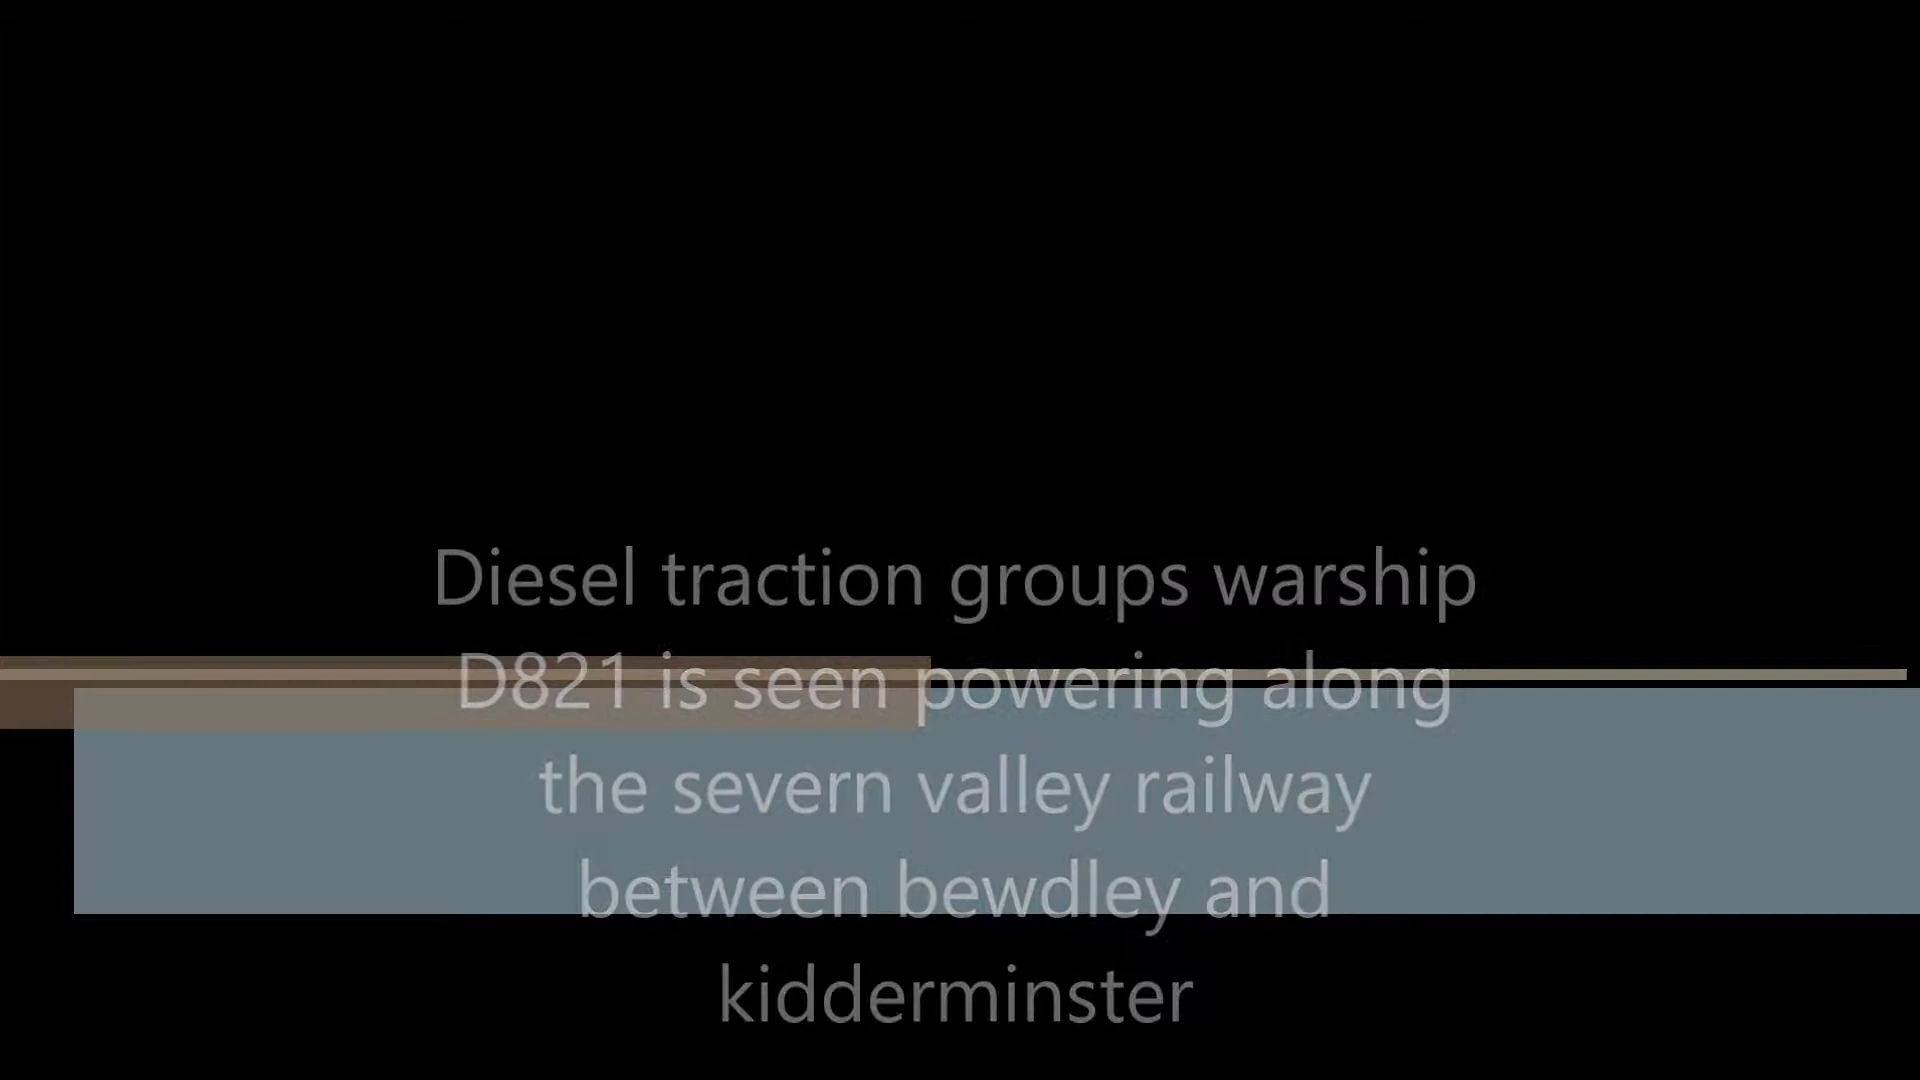 Diesel traction groups warship
D821 is seen powering along
the severn valley railway
between bewdley and
kidderminster